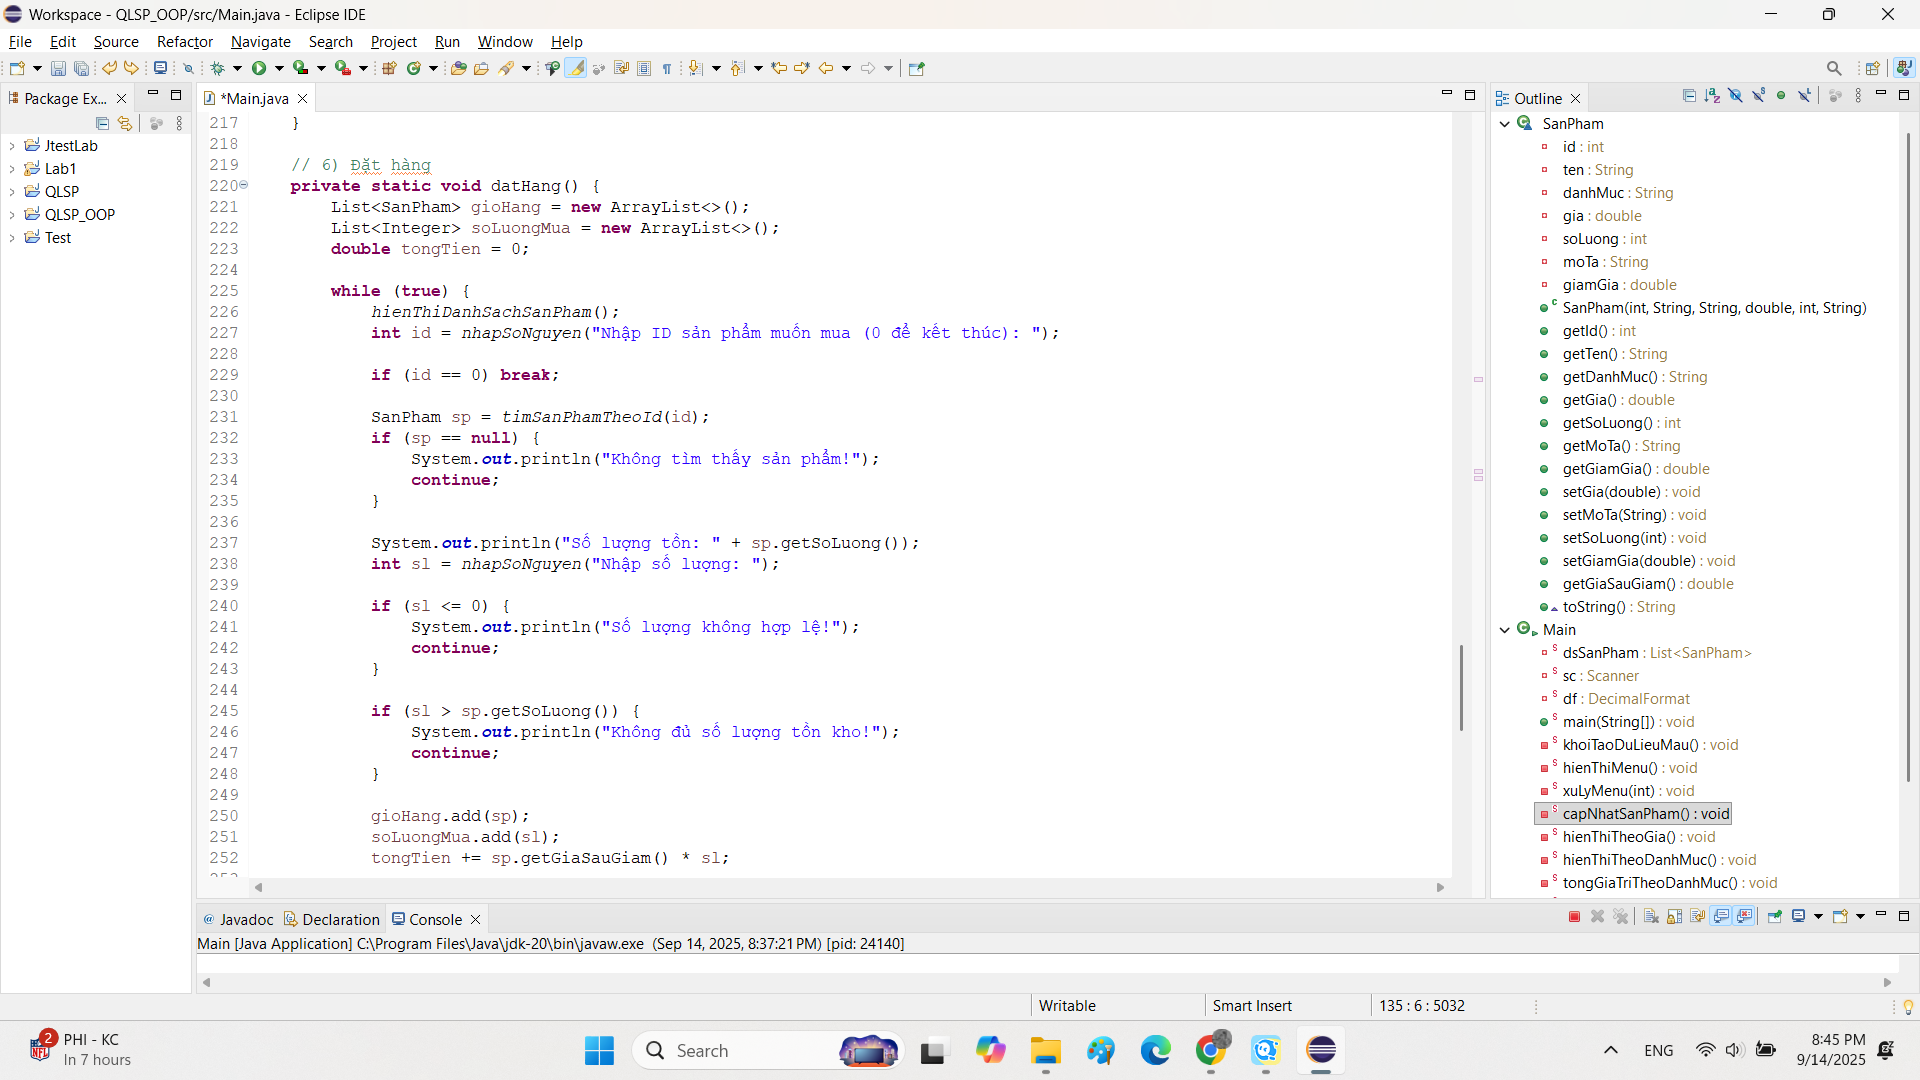 Workspace - QLSP_OOP/src/Main.java - Eclipse IDE
File Edit Source Refactor Navigate Search Project Run Window Help
Package Ex...
JtestLab
Lab1
QLSP
QLSP_OOP
Test
*Main.java
217 }
218
219 // 6) Đặt hàng
220 private static void datHang() {
221 List<SanPham> gioHang = new ArrayList<>();
222 List<Integer> soLuongMua = new ArrayList<>();
223 double tongTien = 0;
224
225 while (true) {
226 hienThiDanhSachSanPham();
227 int id = nhapSoNguyen("Nhập ID sản phẩm muốn mua (0 để kết thúc): ");
228
229 if (id == 0) break;
230
231 SanPham sp = timSanPhamTheoId(id);
232 if (sp == null) {
233 System.out.println("Không tìm thấy sản phẩm!");
234 continue;
235 }
236
237 System.out.println("Số lượng tồn: " + sp.getSoLuong());
238 int sl = nhapSoNguyen("Nhập số lượng: ");
239
240 if (sl <= 0) {
241 System.out.println("Số lượng không hợp lệ!");
242 continue;
243 }
244
245 if (sl > sp.getSoLuong()) {
246 System.out.println("Không đủ số lượng tồn kho!");
247 continue;
248 }
249
250 gioHang.add(sp);
251 soLuongMua.add(sl);
252 tongTien += sp.getGiaSauGiam() * sl;
Outline
SanPham
id : int
ten : String
danhMuc : String
gia : double
soLuong : int
moTa : String
giamGia : double
SanPham(int, String, String, double, int, String)
getId() : int
getTen() : String
getDanhMuc() : String
getGia() : double
getSoLuong() : int
getMoTa() : String
getGiamGia() : double
setGia(double) : void
setMoTa(String) : void
setSoLuong(int) : void
setGiamGia(double) : void
getGiaSauGiam() : double
toString() : String
Main
dsSanPham : List<SanPham>
sc : Scanner
df : DecimalFormat
main(String[]) : void
khoiTaoDuLieuMau() : void
hienThiMenu() : void
xuLyMenu(int) : void
capNhatSanPham() : void
hienThiTheoGia() : void
hienThiTheoDanhMuc() : void
tongGiaTriTheoDanhMuc() : void
@ Javadoc Declaration Console
Main [Java Application] C:\Program Files\Java\jdk-20\bin\javaw.exe (Sep 14, 2025, 8:37:21 PM) [pid: 24140]
Writable Smart Insert 135 : 6 : 5032
2
NFL
PHI - KC
In 7 hours
Search
ENG
8:45 PM
9/14/2025